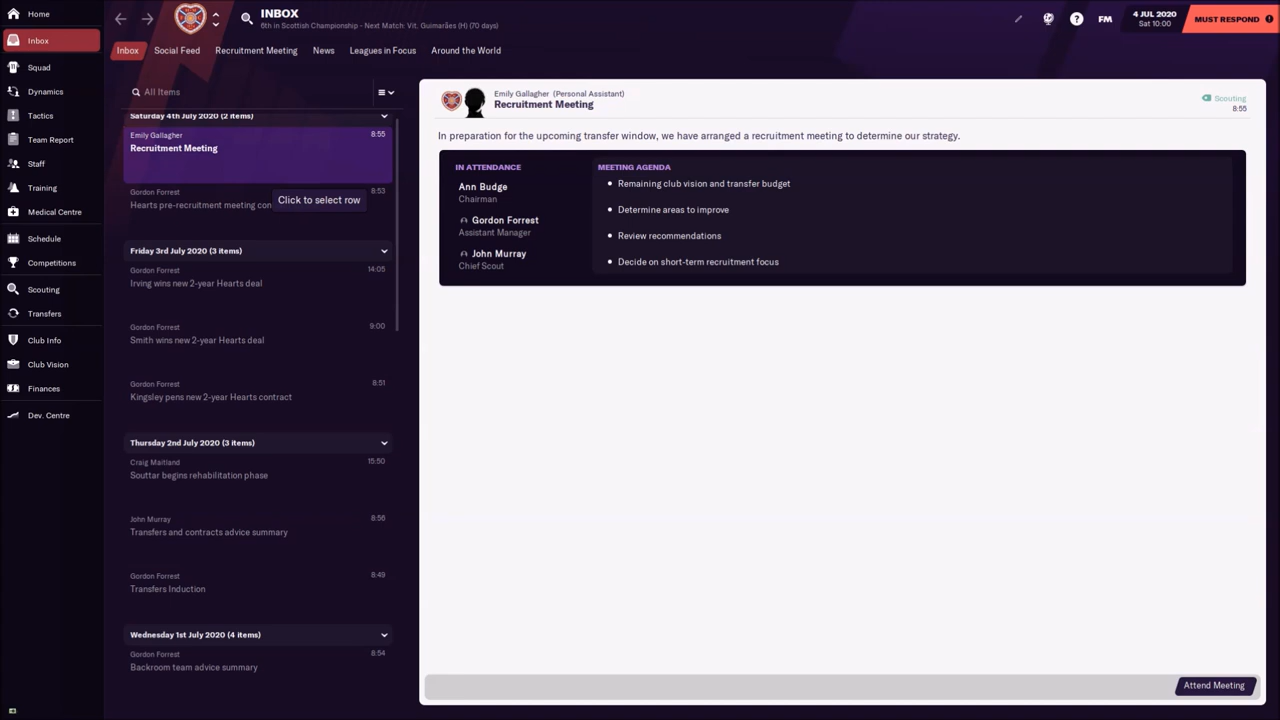 Home
Inbox
Squad
Dynamics
Tactics
Team Report
Staff
Training
Medical Centre
Schedule
Competitions
Scouting
Transfers
Club Info
Club Vision
Finances
Dev. Centre
INBOX
6th in Scottish Championship - Next Match: Vit. Guimarães (H) (70 days)
FM
4 JUL 2020
Sat 10:00
MUST RESPOND
Inbox
Social Feed
Recruitment Meeting
News
Leagues in Focus
Around the World
All Items
Saturday 4th July 2020 (2 items)
Emily Gallagher 8:55
Recruitment Meeting
Gordon Forrest 8:53
Hearts pre-recruitment meeting con
Click to select row
Friday 3rd July 2020 (3 items)
Gordon Forrest 14:05
Irving wins new 2-year Hearts deal
Gordon Forrest 9:00
Smith wins new 2-year Hearts deal
Gordon Forrest 8:51
Kingsley pens new 2-year Hearts contract
Thursday 2nd July 2020 (3 items)
Craig Maitland 15:50
Souttar begins rehabilitation phase
John Murray 8:56
Transfers and contracts advice summary
Gordon Forrest 8:49
Transfers Induction
Wednesday 1st July 2020 (4 items)
Gordon Forrest 8:54
Backroom team advice summary
Emily Gallagher (Personal Assistant)
Recruitment Meeting
Scouting
8:55
In preparation for the upcoming transfer window, we have arranged a recruitment meeting to determine our strategy.
IN ATTENDANCE
Ann Budge
Chairman
Gordon Forrest
Assistant Manager
John Murray
Chief Scout
MEETING AGENDA
Remaining club vision and transfer budget
Determine areas to improve
Review recommendations
Decide on short-term recruitment focus
Attend Meeting